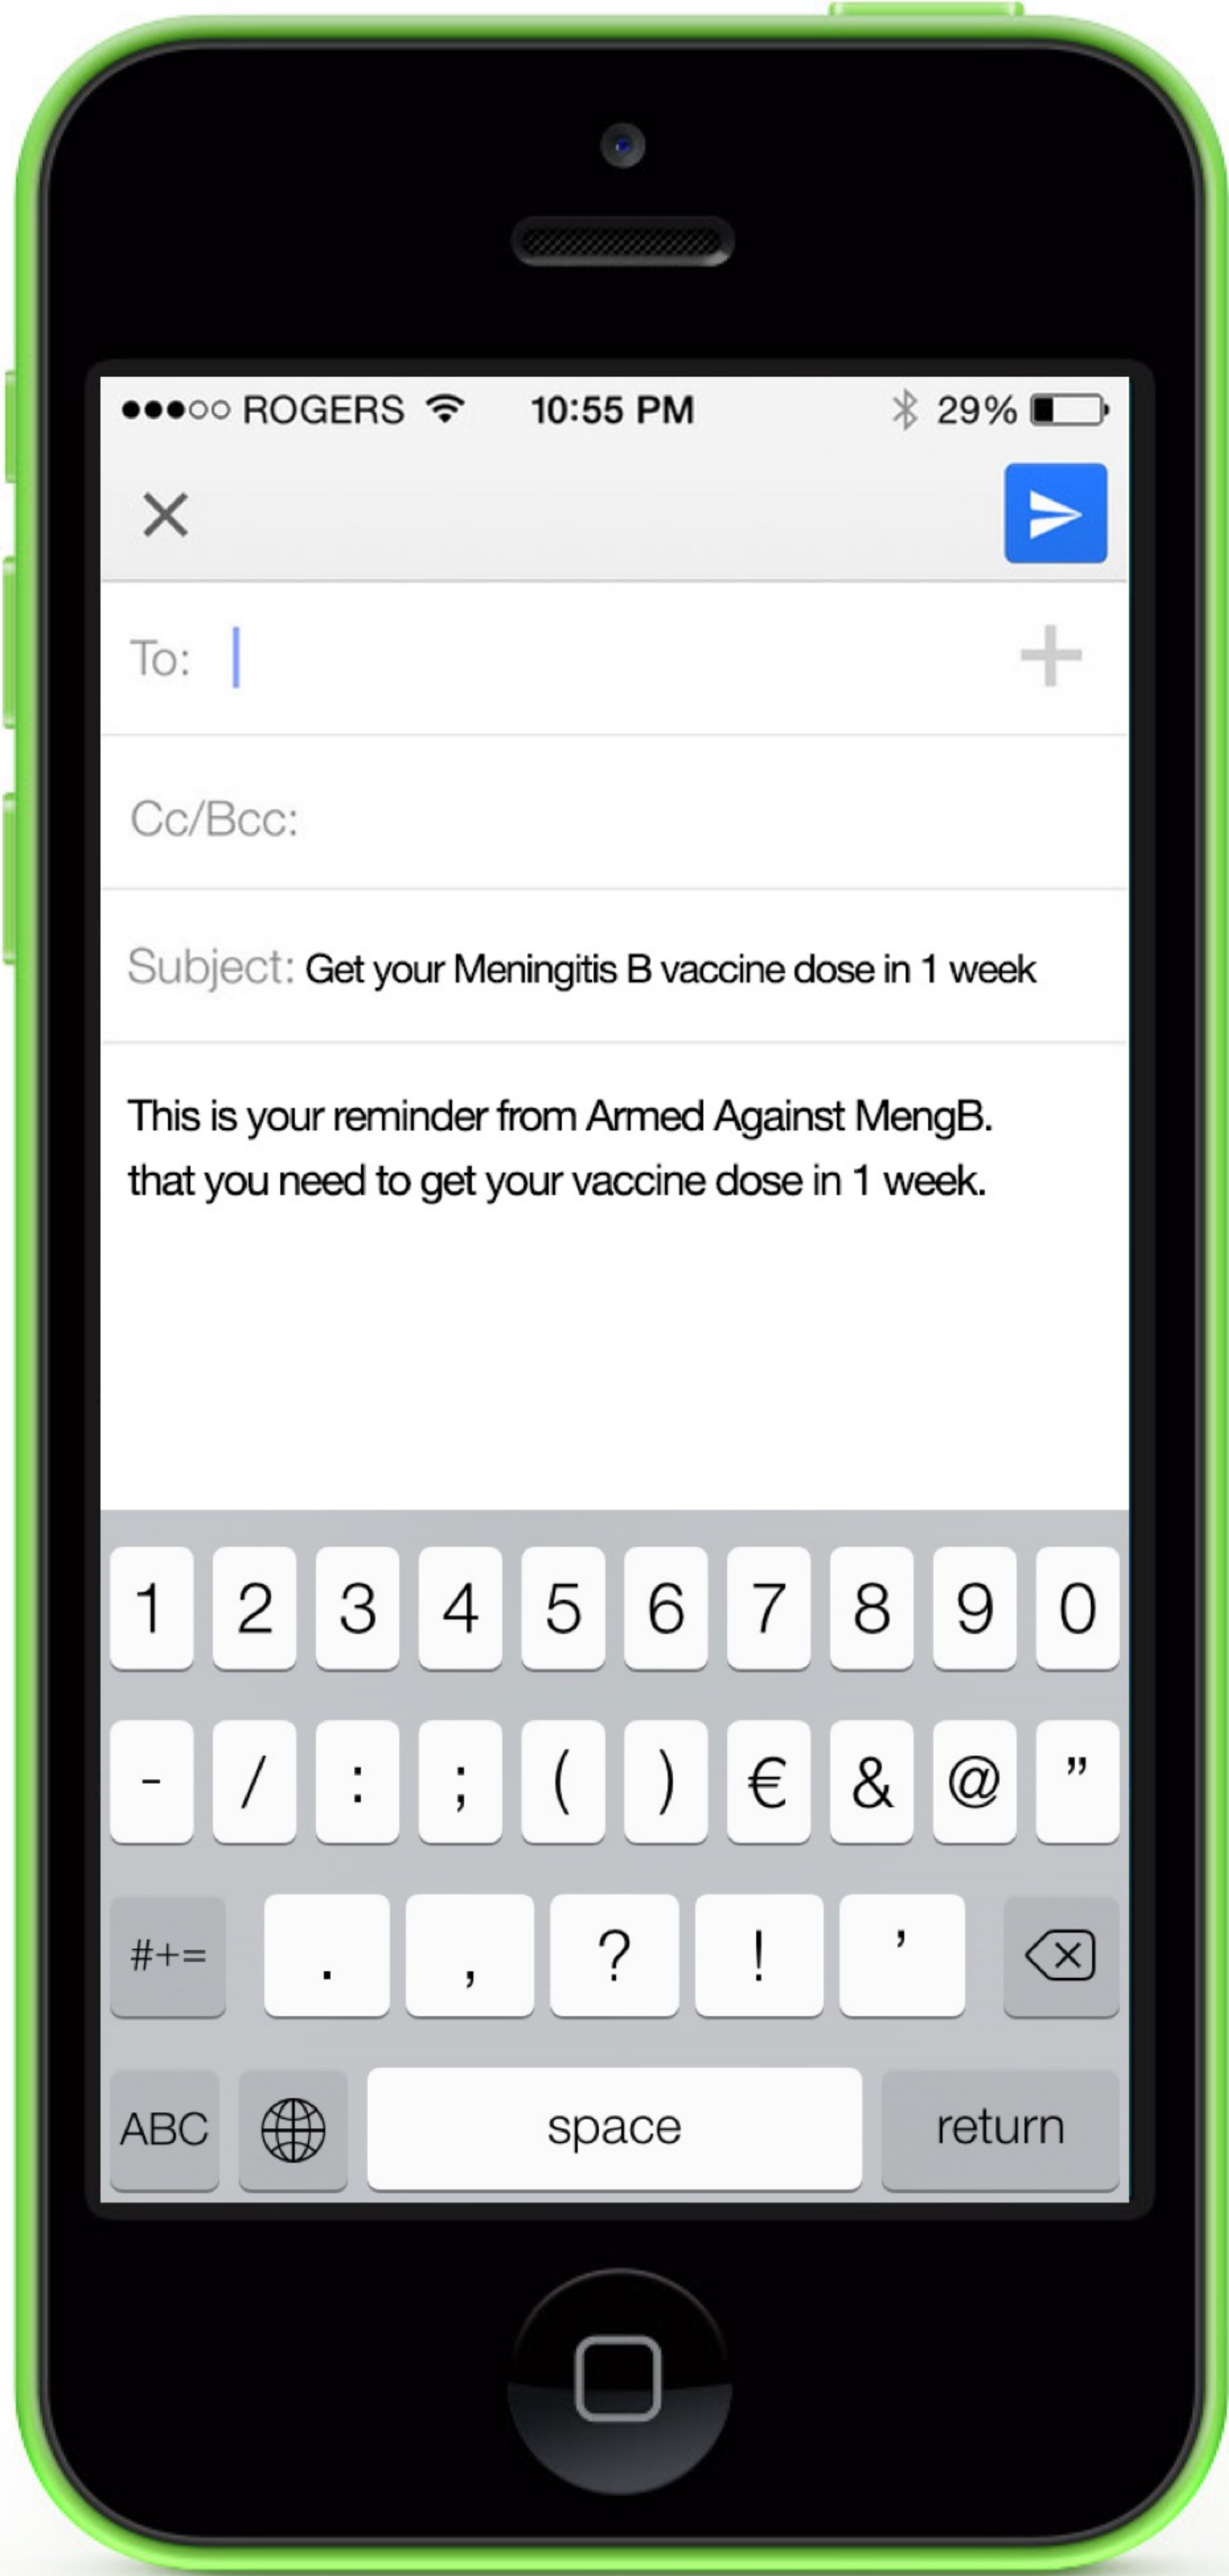 ROGERS 10:55 PM 29%
To:
Cc/Bcc:
Subject: Get your Meningitis B vaccine dose in 1 week
This is your reminder from Armed Against MengB.
that you need to get your vaccine dose in 1 week.
1 2 3 4 5 6 7 8 9 0
- / : ; ( ) € & @ ”
#+= . , ? ! ’
ABC space return